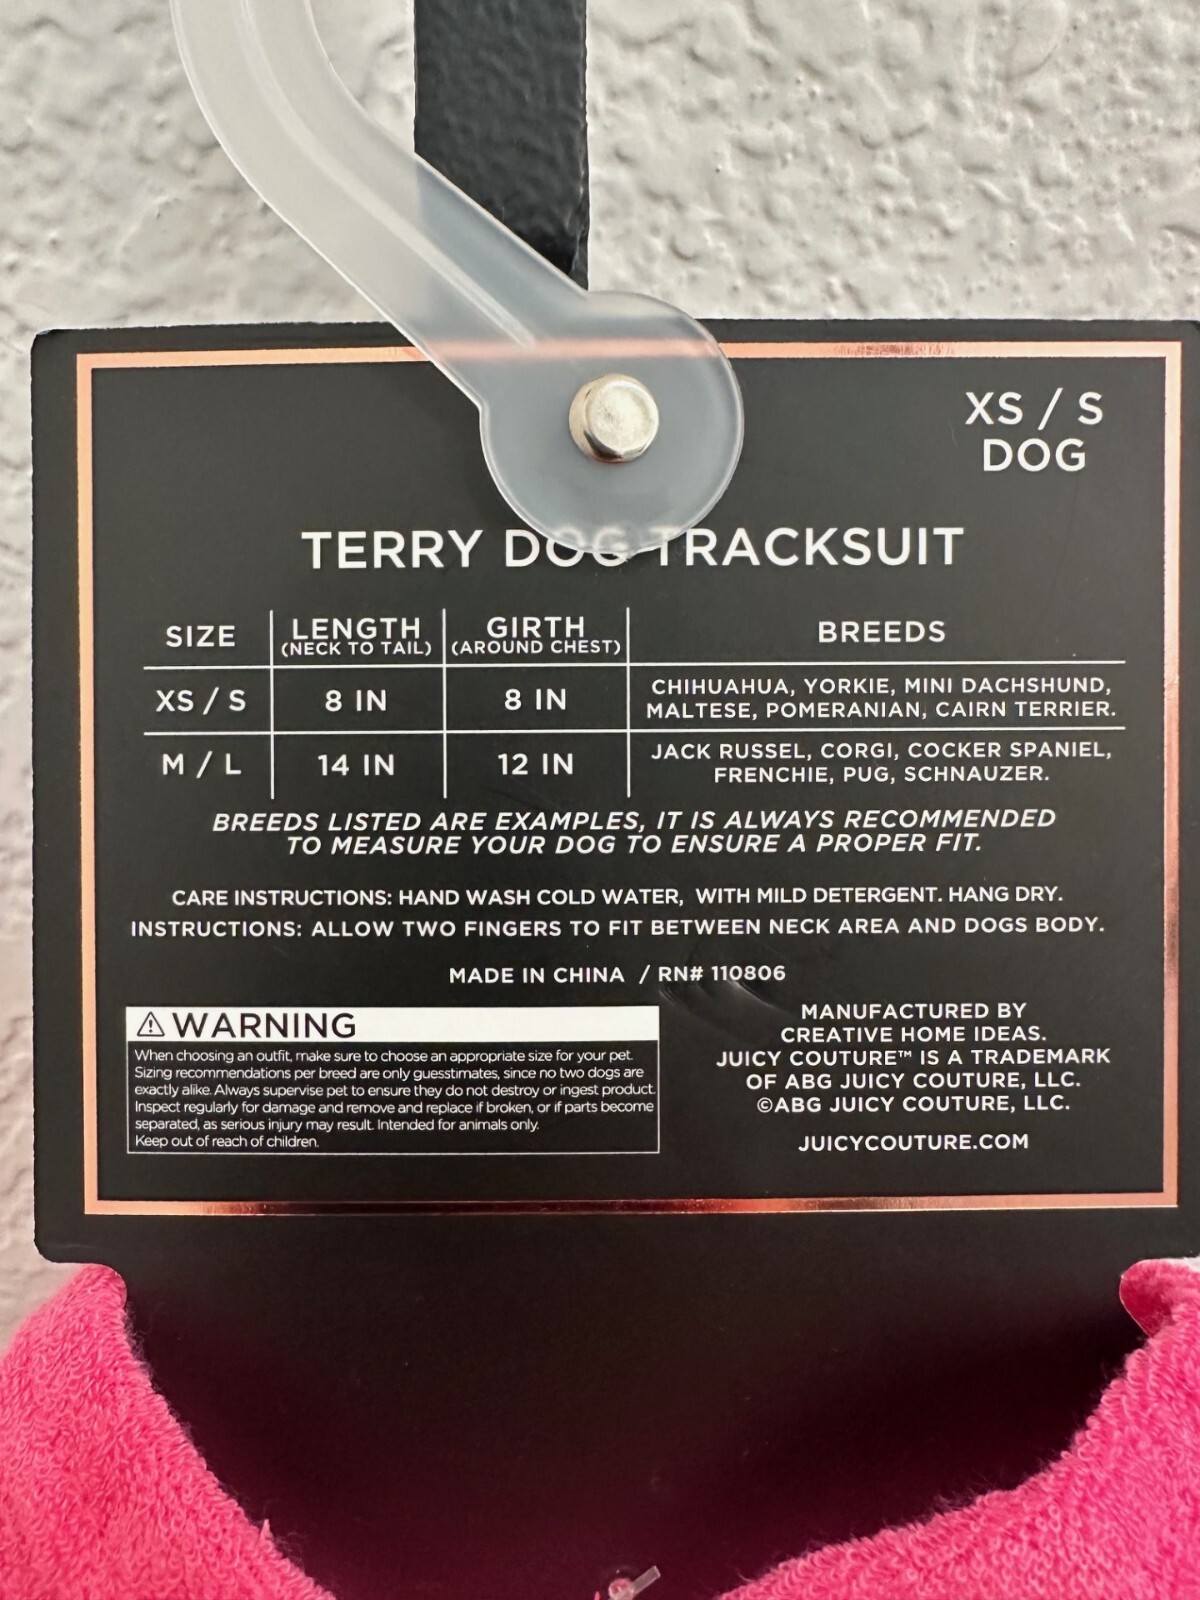 XS / S
DOG
TERRY DOG TRACKSUIT
SIZE LENGTH (NECK TO TAIL) GIRTH (AROUND CHEST) BREEDS
XS / S 8 IN 8 IN CHIHUAHUA, YORKIE, MINI DACHSHUND,
MALTESE, POMERANIAN, CAIRN TERRIER.
M / L 14 IN 12 IN JACK RUSSEL, CORGI, COCKER SPANIEL,
FRENCHIE, PUG, SCHNAUZER.
BREEDS LISTED ARE EXAMPLES, IT IS ALWAYS RECOMMENDED
TO MEASURE YOUR DOG TO ENSURE A PROPER FIT.
CARE INSTRUCTIONS: HAND WASH COLD WATER, WITH MILD DETERGENT. HANG DRY.
INSTRUCTIONS: ALLOW TWO FINGERS TO FIT BETWEEN NECK AREA AND DOGS BODY.
MADE IN CHINA / RN# 110806
⚠ WARNING
When choosing an outfit, make sure to choose an appropriate size for your pet.
Sizing recommendations per breed are only guesstimates, since no two dogs are
exactly alike. Always supervise pet to ensure they do not destroy or ingest product.
Inspect regularly for damage and remove and replace if broken, or if parts become
separated, as serious injury may result. Intended for animals only.
Keep out of reach of children.
MANUFACTURED BY
CREATIVE HOME IDEAS.
JUICY COUTURE™ IS A TRADEMARK
OF ABG JUICY COUTURE, LLC.
©ABG JUICY COUTURE, LLC.
JUICYCOUTURE.COM